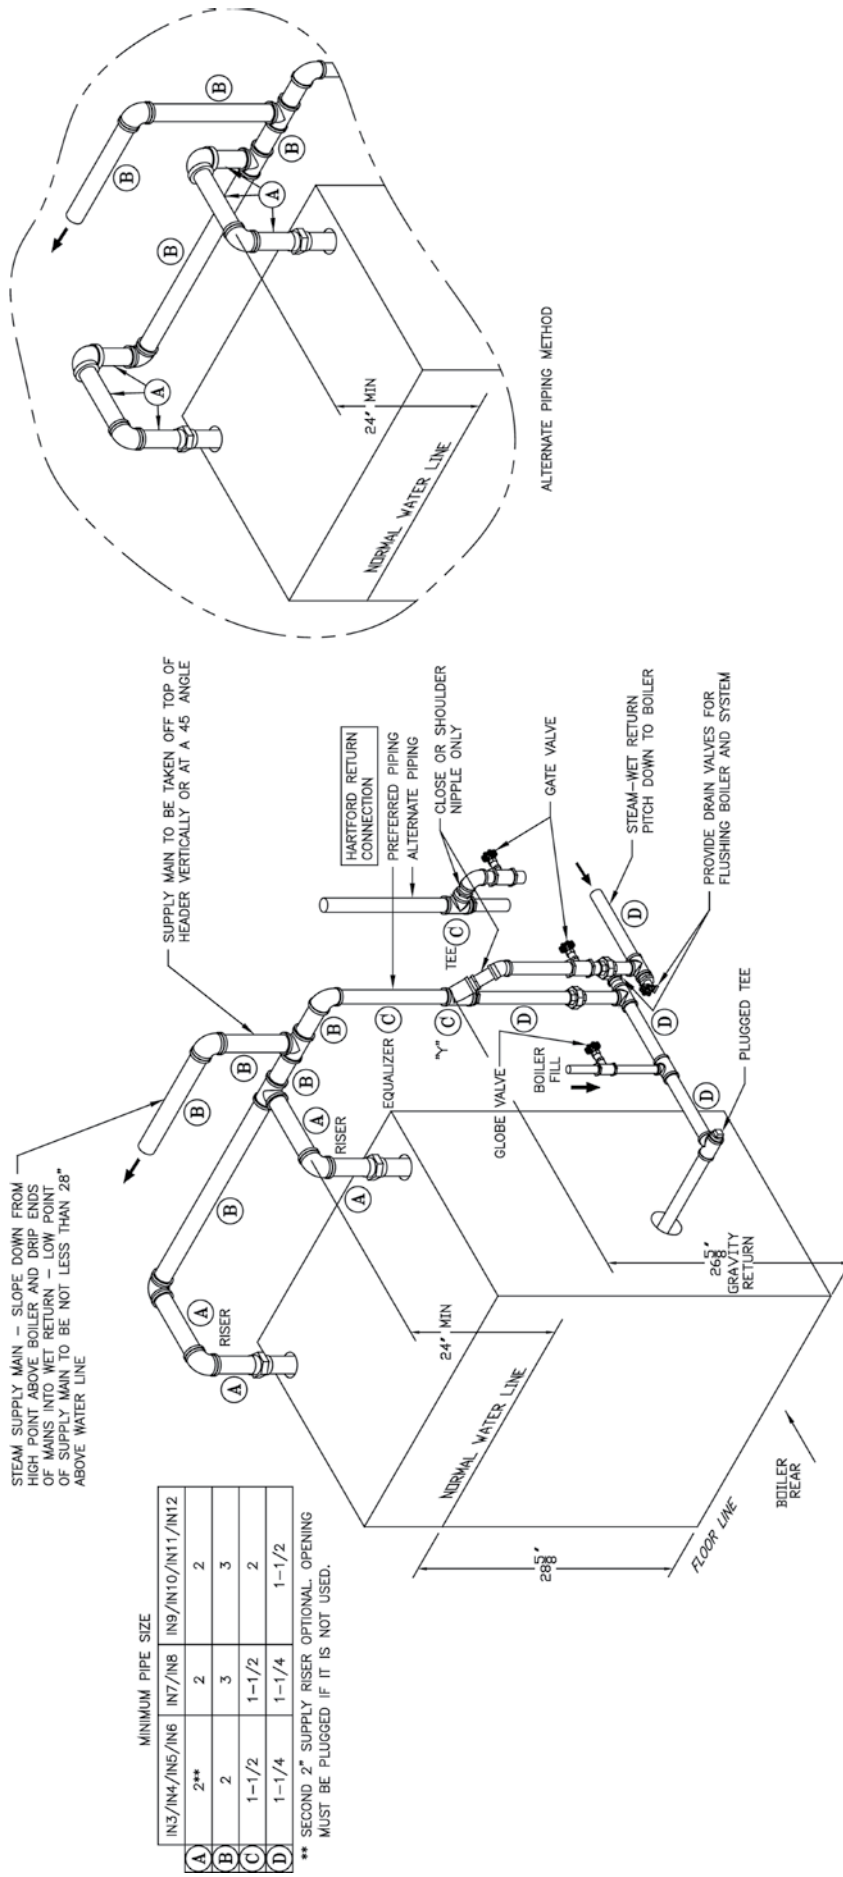 STEAM SUPPLY MAIN – SLOPE DOWN FROM
HIGH POINT ABOVE BOILER AND DRIP ENDS
OF MAINS INTO WET RETURN – LOW POINT
OF SUPPLY MAIN TO BE NOT LESS THAN 28"
ABOVE WATER LINE
SUPPLY MAIN TO BE TAKEN OFF TOP OF
HEADER VERTICALLY OR AT A 45 ANGLE
MINIMUM PIPE SIZE
IN3/IN4/IN5/IN6 IN7/IN8 IN9/IN10/IN11/IN12
A 2** 2 2
B 2 3 3
C 1-1/2 1-1/2 2
D 1-1/4 1-1/4 1-1/2
** SECOND 2" SUPPLY RISER OPTIONAL. OPENING
MUST BE PLUGGED IF IT IS NOT USED.
B
B
B
B
B
A
RISER
A
A
RISER
A
HARTFORD RETURN
CONNECTION
PREFERRED PIPING
ALTERNATE PIPING
CLOSE OR SHOULDER
NIPPLE ONLY
GATE VALVE
EQUALIZER C
TEE C
"Y" C
D
GLOBE VALVE
BOILER
FILL
D
D
D
STEAM–WET RETURN
PITCH DOWN TO BOILER
PROVIDE DRAIN VALVES FOR
FLUSHING BOILER AND SYSTEM
PLUGGED TEE
24" MIN
NORMAL WATER LINE
28 5/8"
26 5/8"
GRAVITY
RETURN
FLOOR LINE
BOILER
REAR
B
B
B
B
A
A
24" MIN
NORMAL WATER LINE
ALTERNATE PIPING METHOD